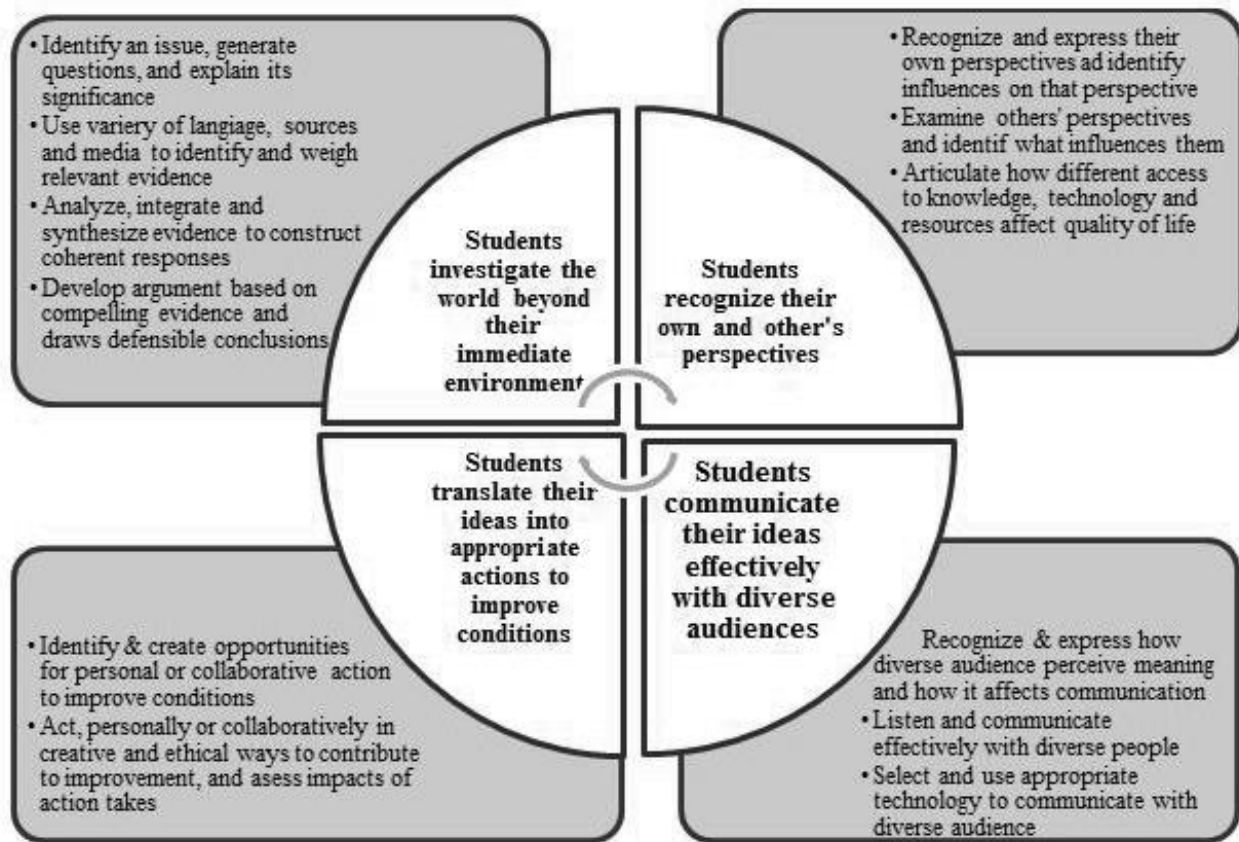 • Identify an issue, generate
questions, and explain its
significance
• Use variery of langiage, sources
and media to identify and weigh
relevant evidence
• Analyze, integrate and
synthesize evidence to construct
coherent responses
• Develop argument based on
compelling evidence and
draws defensible conclusions
• Recognize and express their
own perspectives ad identify
influences on that perspective
• Examine others' perspectives
and identif what influences them
• Articulate how different access
to knowledge, technology and
resources affect quality of life
Students
investigate the
world beyond
their
immediate
environment
Students
recognize their
own and other's
perspectives
Students
translate their
ideas into
appropriate
actions to
improve
conditions
Students
communicate
their ideas
effectively
with diverse
audiences
• Identify & create opportunities
for personal or collaborative action
to improve conditions
• Act, personally or collaboratively in
creative and ethical ways to contribute
to improvement, and asess impacts of
action takes
Recognize & express how
diverse audience perceive meaning
and how it affects communication
• Listen and communicate
effectively with diverse people
• Select and use appropriate
technology to communicate with
diverse audience